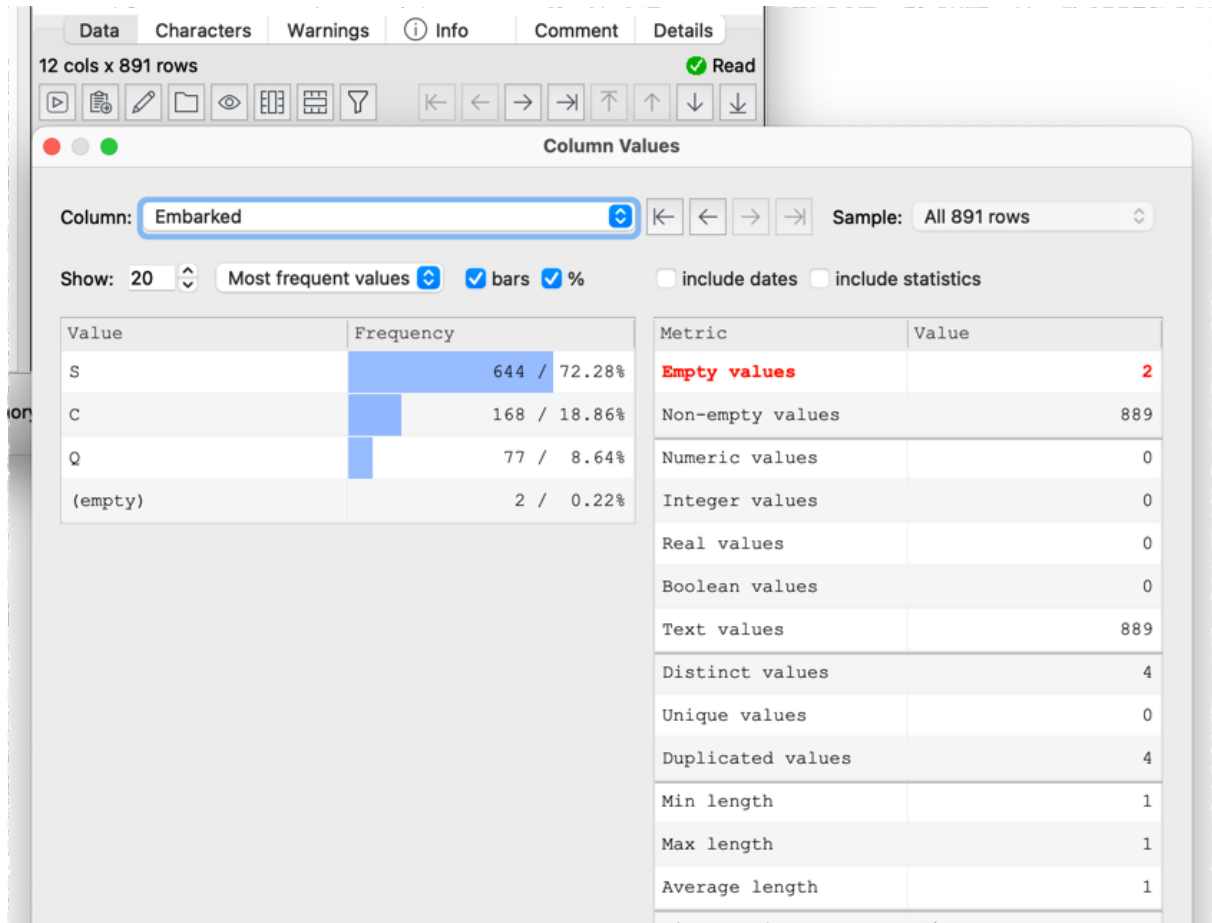 Data Characters Warnings Info Comment Details
12 cols x 891 rows Read
Column Values
Column: Embarked Sample: All 891 rows
Show: 20 Most frequent values bars % include dates include statistics
Value Frequency
S 644 / 72.28%
C 168 / 18.86%
Q 77 / 8.64%
(empty) 2 / 0.22%
Metric Value
Empty values 2
Non-empty values 889
Numeric values 0
Integer values 0
Real values 0
Boolean values 0
Text values 889
Distinct values 4
Unique values 0
Duplicated values 4
Min length 1
Max length 1
Average length 1